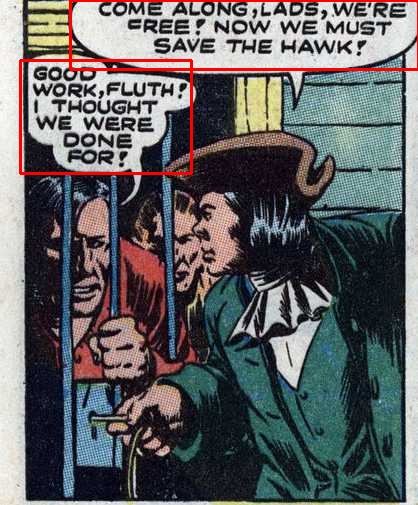 COME ALONG, LADS, WE'RE
FREE! NOW WE MUST
SAVE THE HAWK!
GOOD
WORK, FLUTH!
I THOUGHT
WE WERE
DONE
FOR!